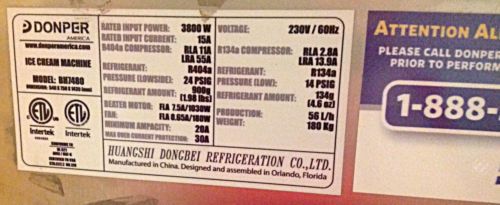 DONPER
AMERICA
www.donperamerica.com
ICE CREAM MACHINE
MODEL: BH7480
Intertek
Intertek
RATED INPUT POWER: 3800 W
RATED INPUT CURRENT: 15A
R404a COMPRESSOR: RLA 11A
LRA 55A
REFRIGERANT: R404a
PRESSURE (LOWSIDE): 24 PSIG
REFRIGERANT AMOUNT: 900g
(1.98 lbs)
BEATER MOTOR: FLA 7.5A/1030W
FAN: FLA 0.65A/180W
MINIMUM AMPACITY: 20A
MAX OVER CURRENT PROTECTION: 30A
VOLTAGE: 230V / 60Hz
R134a COMPRESSOR: RLA 2.8A
LRA 13.9A
REFRIGERANT: R134a
PRESSURE (LOW): 14 PSIG
REFRIGERANT AMOUNT: 134g
(4.6 oz)
PRODUCTION: 56 L/h
WEIGHT: 180 Kg
HUANGSHI DONGBEI REFRIGERATION CO.,LTD.
Manufactured in China. Designed and assembled in Orlando, Florida
ATTENTION
PLEASE CALL DONPER
PRIOR TO PERFORM
1-888-